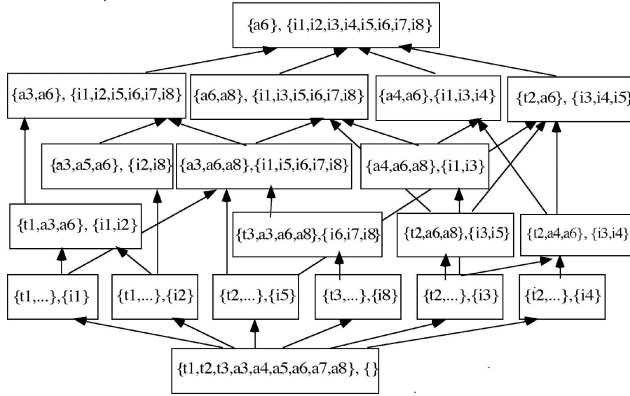 {a6}, {i1,i2,i3,i4,i5,i6,i7,i8}
{a3,a6}, {i1,i2,i5,i6,i7,i8}
{a6,a8}, {i1,i3,i5,i6,i7,i8}
{a4,a6},{i1,i3,i4}
{t2,a6}, {i3,i4,i5}
{a3,a5,a6}, {i2,i8}
{a3,a6,a8},{i1,i5,i6,i7,i8}
{a4,a6,a8},{i1,i3}
{t1,a3,a6}, {i1,i2}
{t3,a3,a6,a8},{i6,i7,i8}
{t2,a6,a8},{i3,i5}
{t2,a4,a6}, {i3,i4}
{t1,...},{i1}
{t1,...},{i2}
{t2,...},{i5}
{t3,...},{i8}
{t2,...},{i3}
{t2,...},{i4}
{t1,t2,t3,a3,a4,a5,a6,a7,a8}, {}